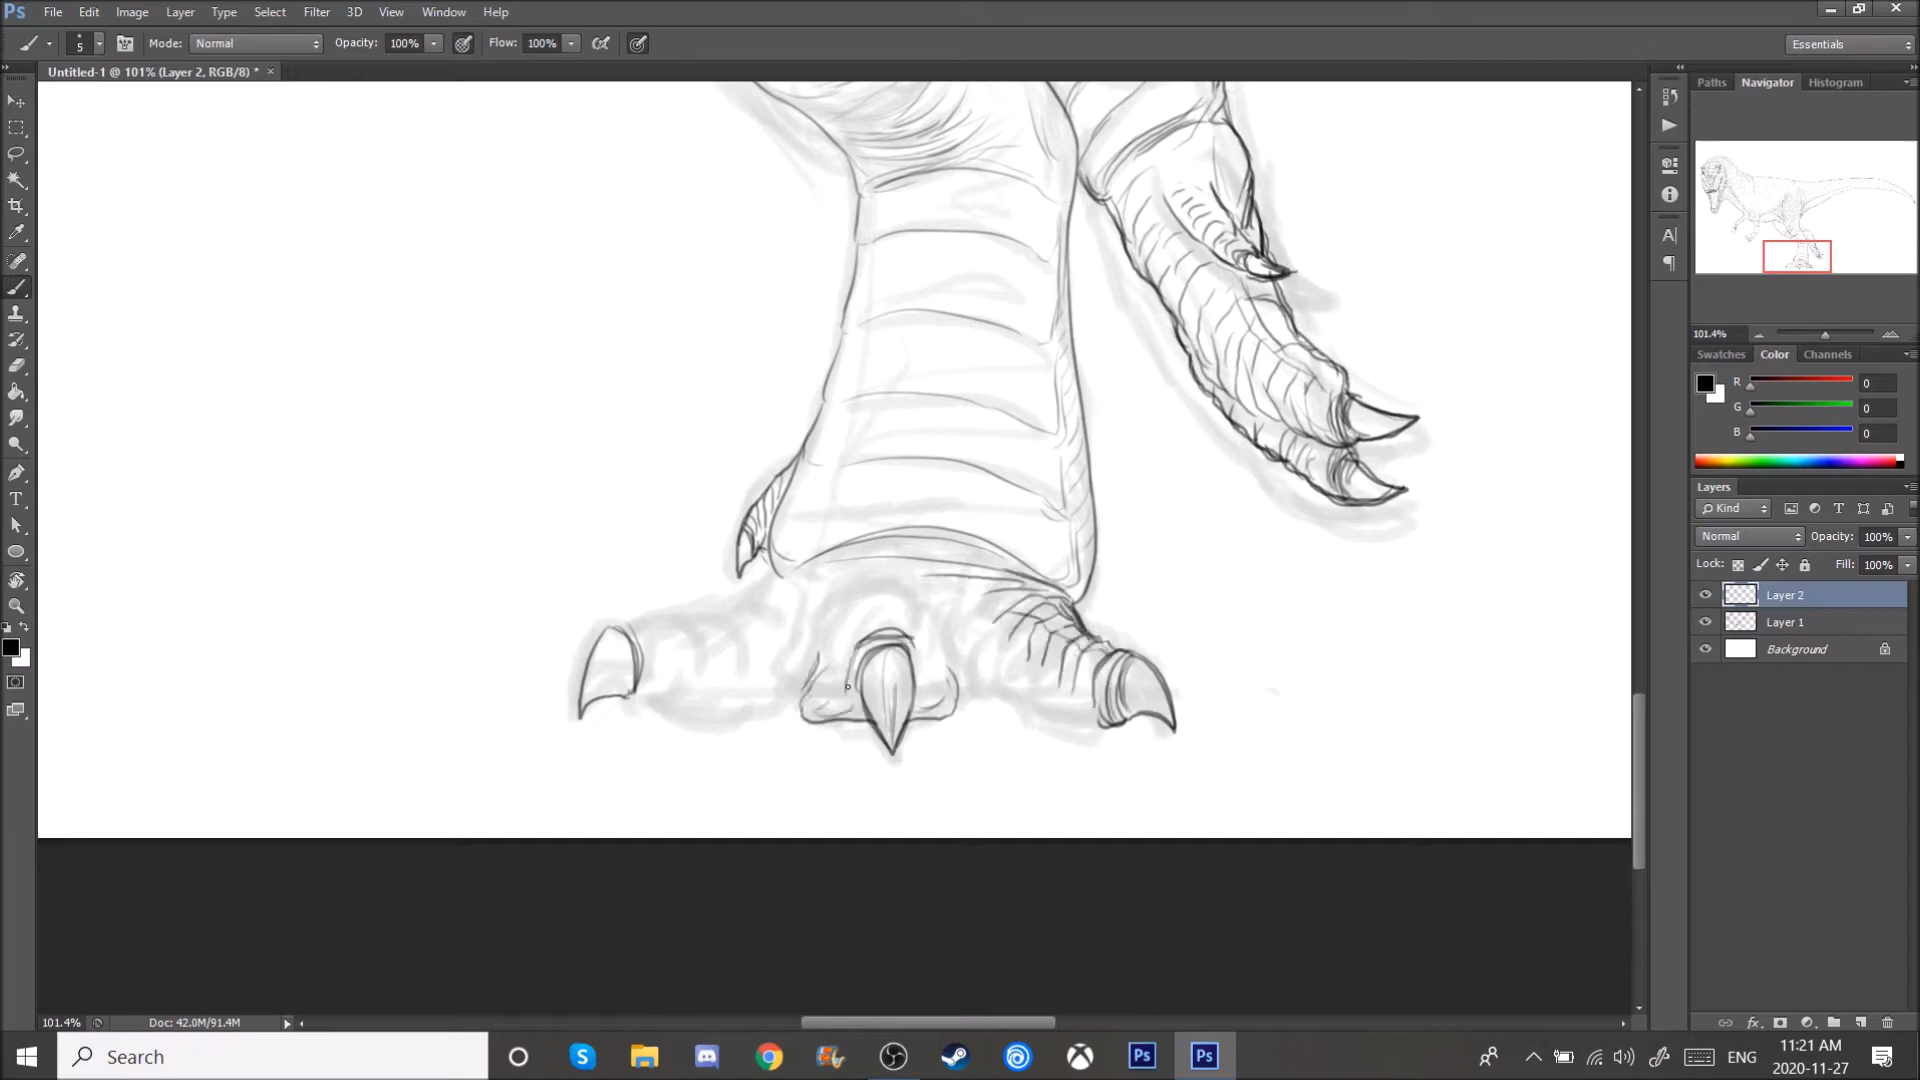 Ps File Edit Image Layer Type Select Filter 3D View Window Help
5 Mode: Normal Opacity: 100% Flow: 100% Essentials
Untitled-1 @ 101% (Layer 2, RGB/8) * ×
Paths Navigator Histogram
101.4%
Swatches Color Channels
R 0
G 0
B 0
Layers
Kind
Normal Opacity: 100%
Lock: Fill: 100%
Layer 2
Layer 1
Background
101.4% Doc: 42.0M/91.4M
Search ENG 11:21 AM
2020-11-27